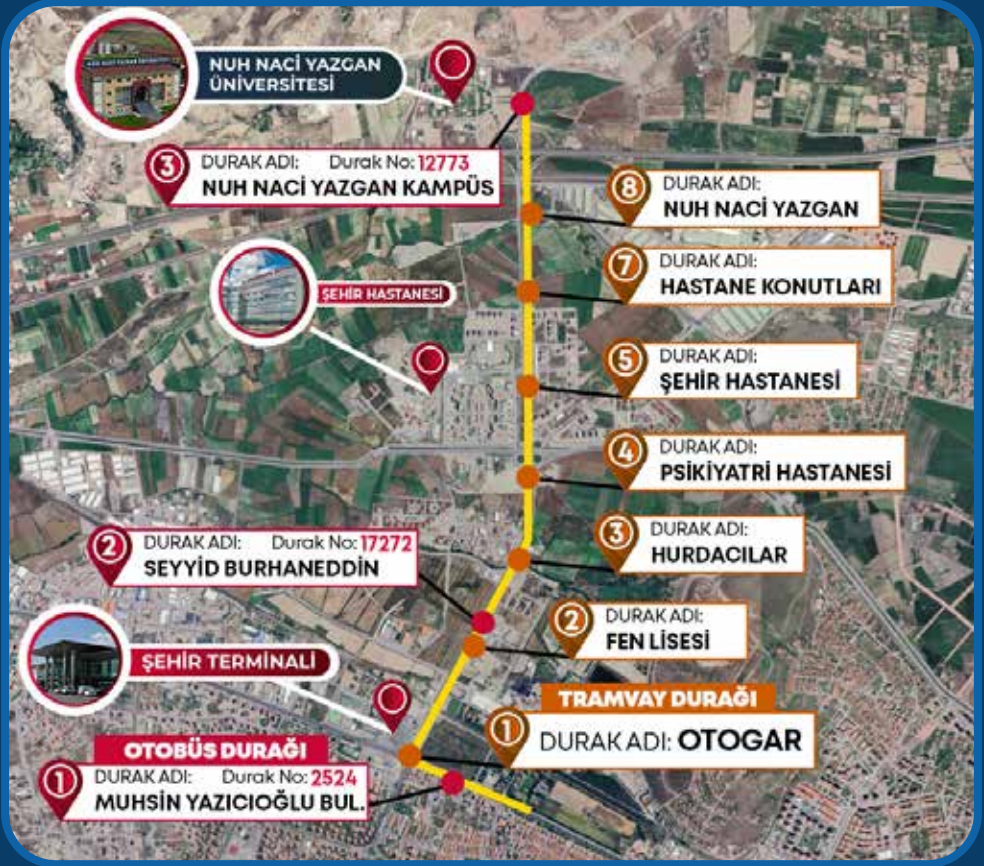 NUH NACİ YAZGAN
ÜNİVERSİTESİ
3 DURAK ADI: Durak No: 12773
NUH NACİ YAZGAN KAMPÜS
8 DURAK ADI:
NUH NACİ YAZGAN
7 DURAK ADI:
HASTANE KONUTLARI
ŞEHİR HASTANESİ
5 DURAK ADI:
ŞEHİR HASTANESİ
4 DURAK ADI:
PSİKİYATRİ HASTANESİ
3 DURAK ADI:
HURDACILAR
2 DURAK ADI: Durak No: 17272
SEYYİD BURHANEDDİN
2 DURAK ADI:
FEN LİSESİ
ŞEHİR TERMİNALİ
TRAMVAY DURAĞI
1 DURAK ADI: OTOGAR
OTOBÜS DURAĞI
1 DURAK ADI: Durak No: 2524
MUHSİN YAZICIOĞLU BUL.